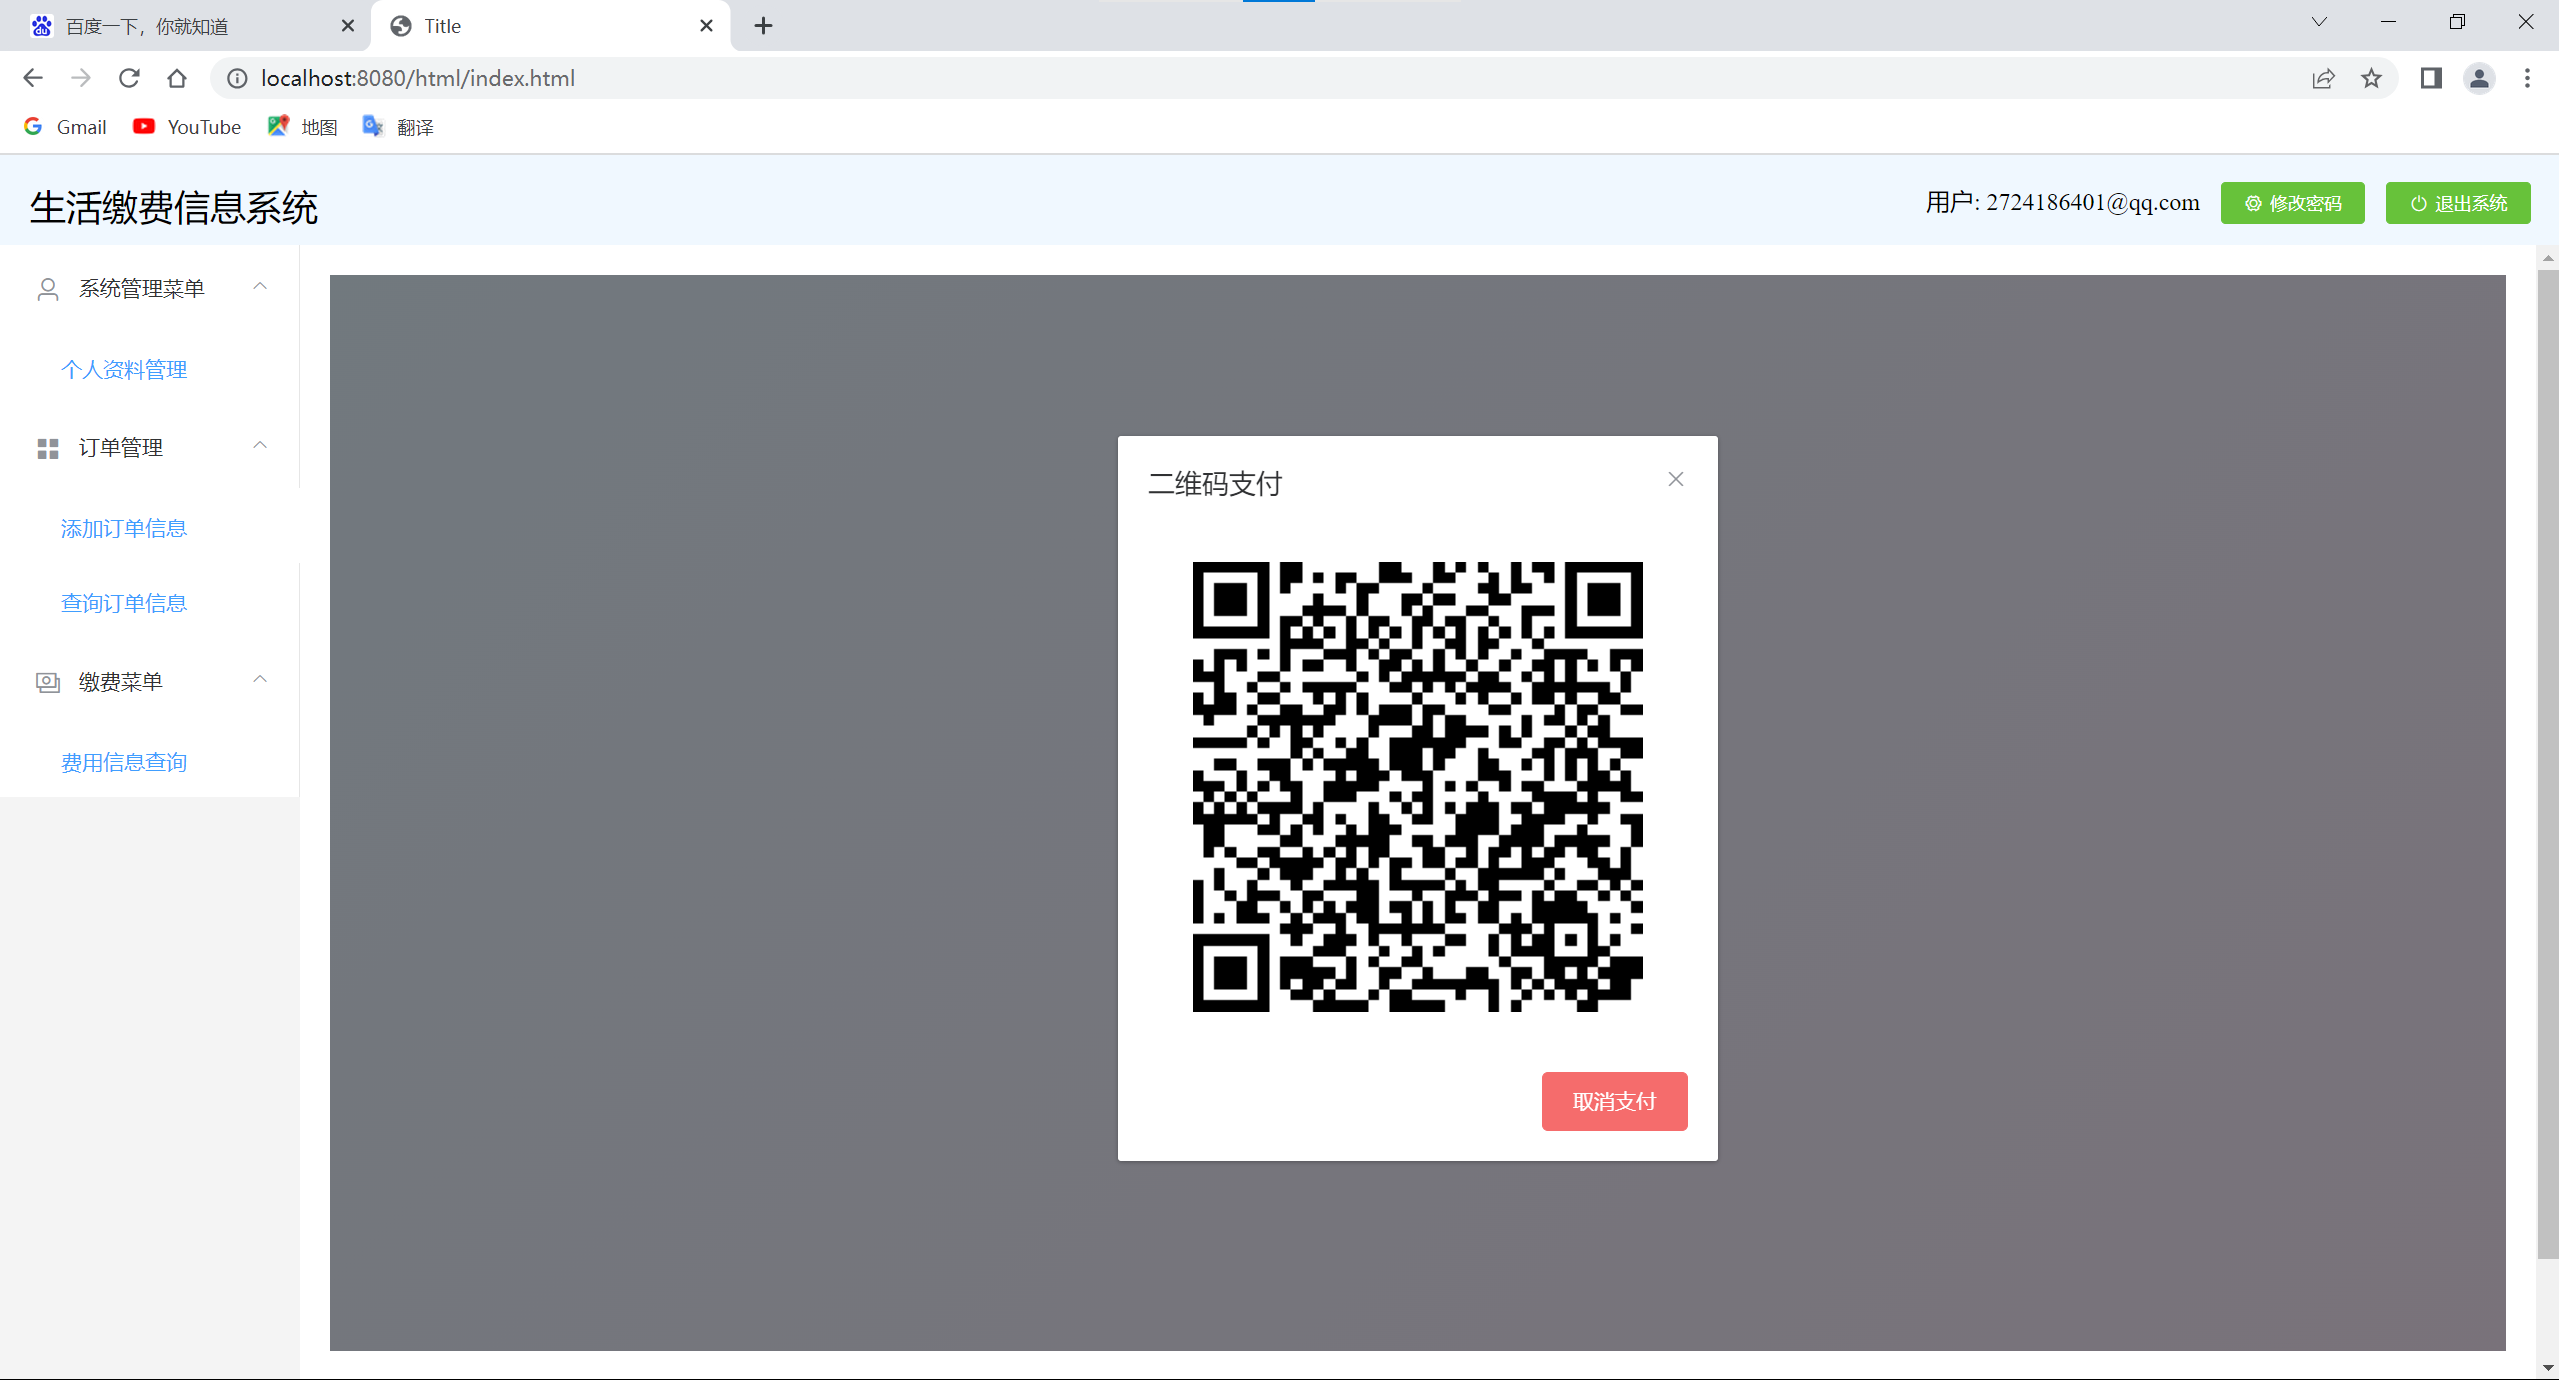 百度一下，你就知道
Title
localhost:8080/html/index.html
Gmail
YouTube
地图
翻译
生活缴费信息系统
用户: 2724186401@qq.com
修改密码
退出系统
系统管理菜单
个人资料管理
订单管理
添加订单信息
查询订单信息
缴费菜单
费用信息查询
二维码支付
取消支付